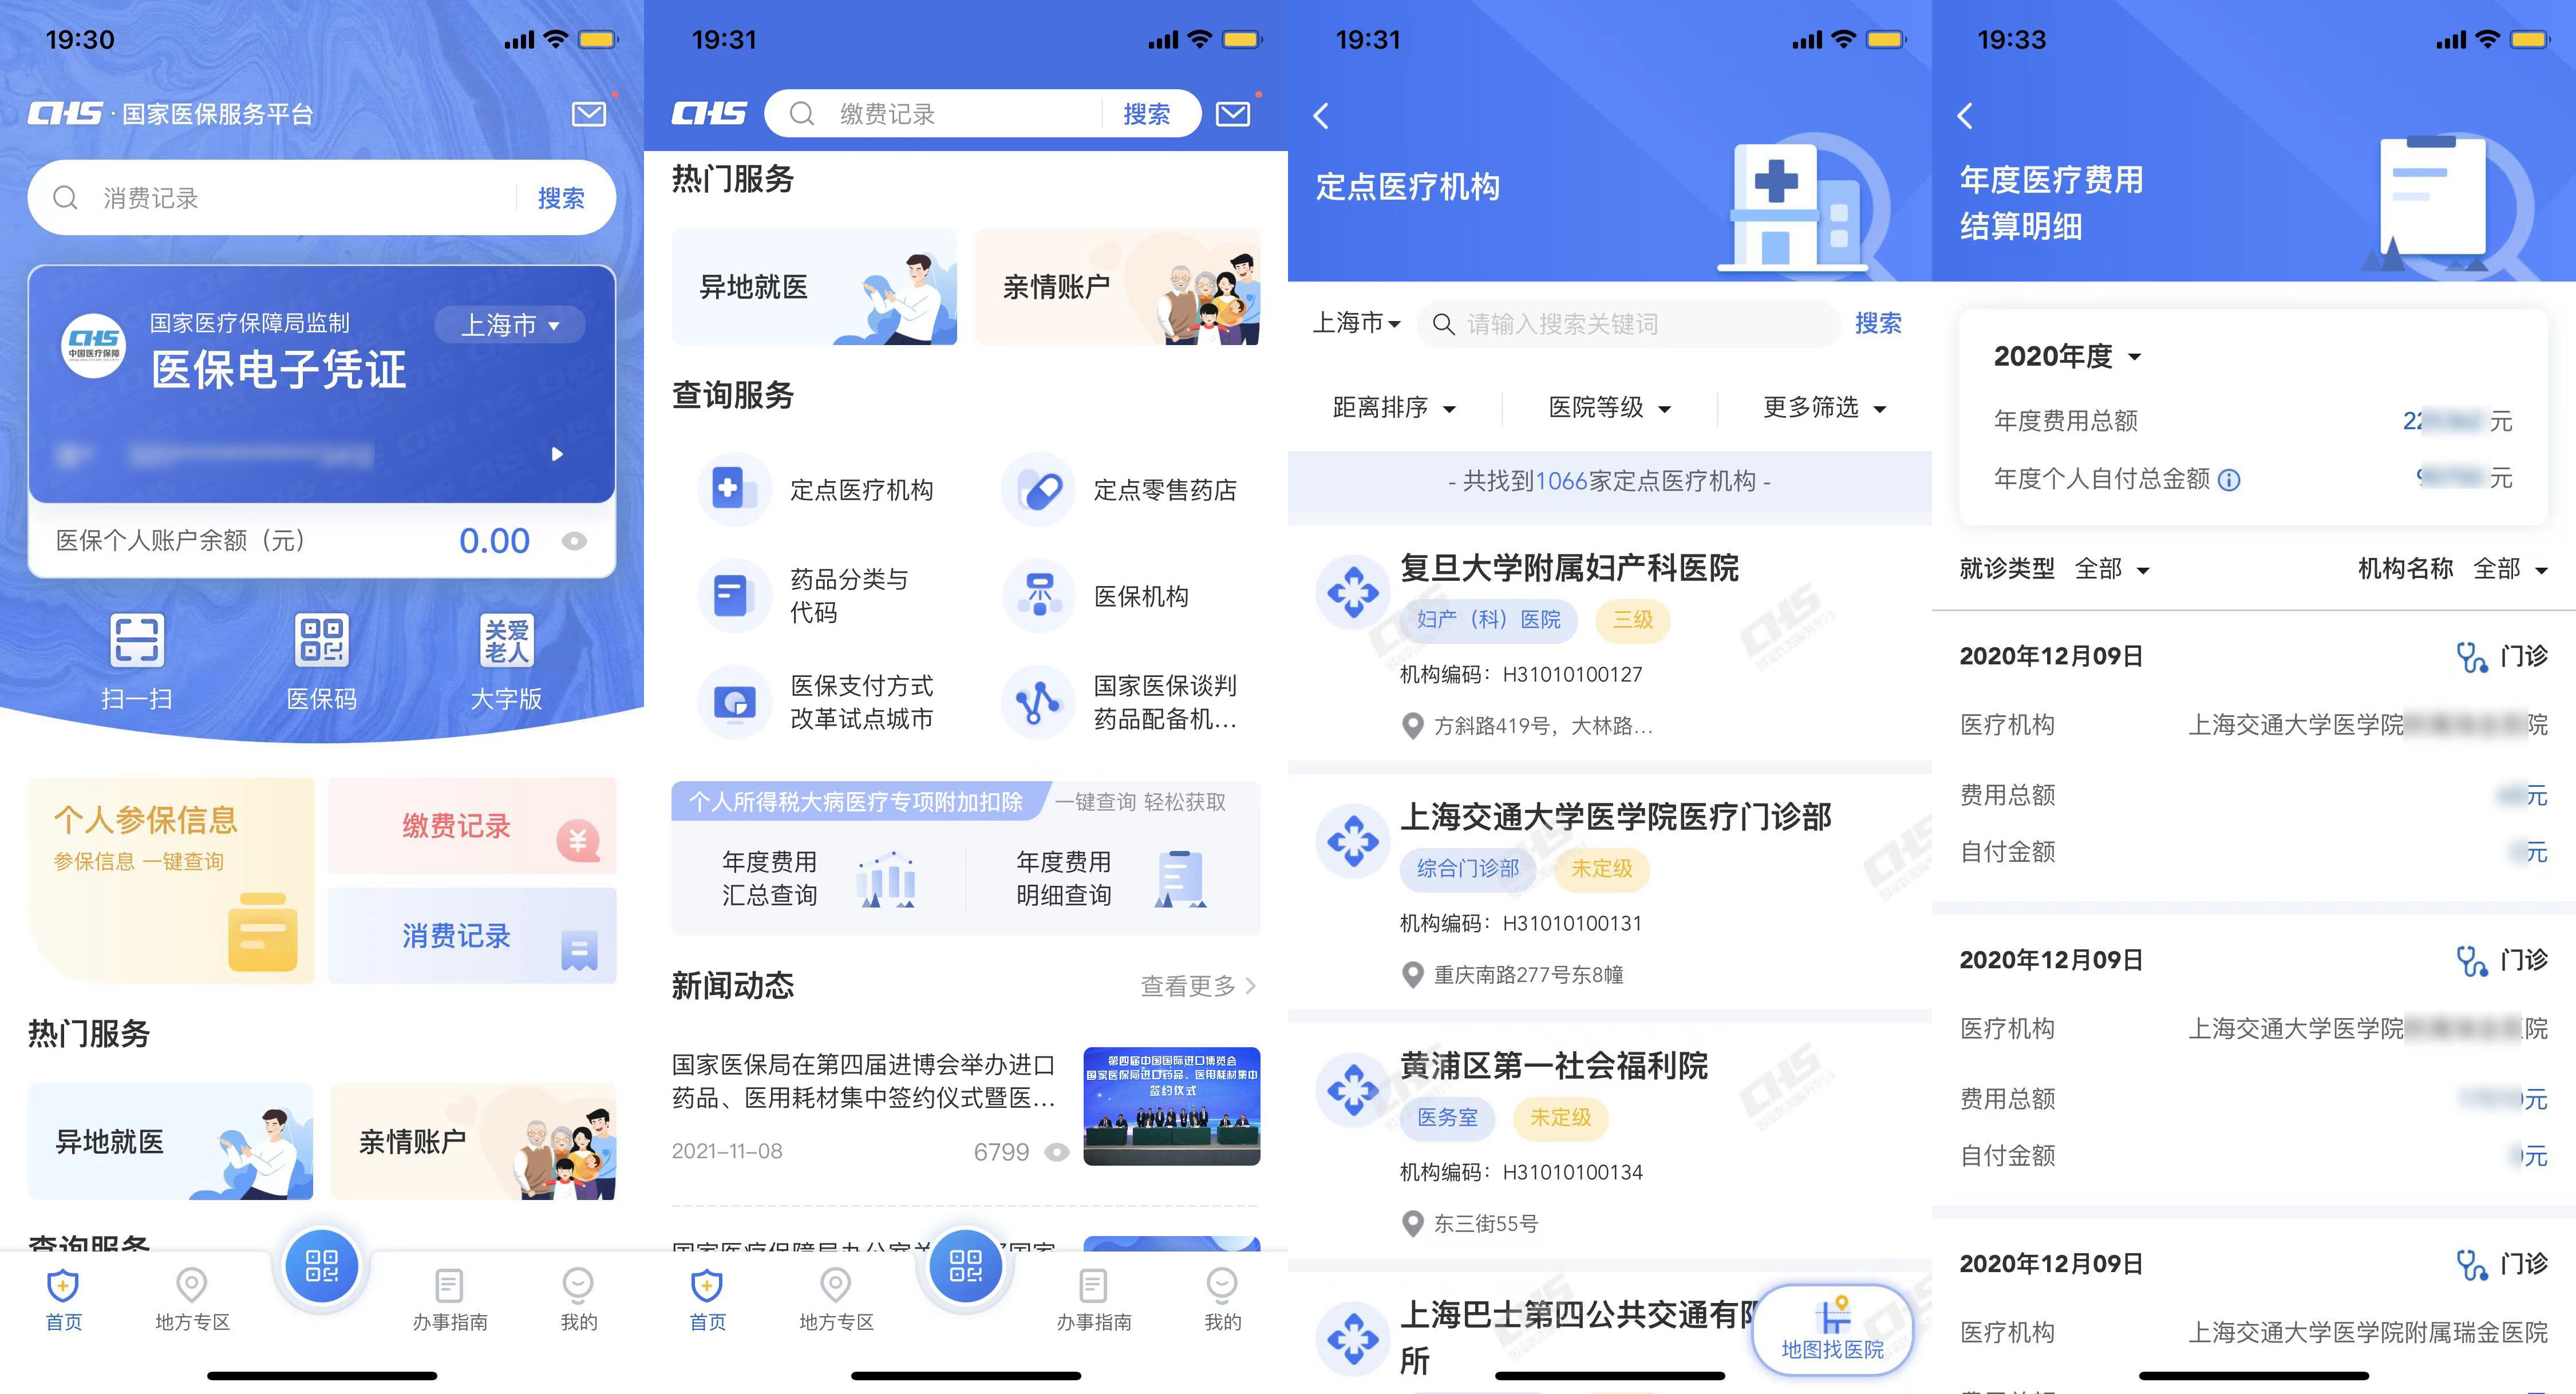 19:30
CHS · 国家医保服务平台
消费记录
搜索
CHS
中国医疗保障
国家医疗保障局监制
上海市
医保电子凭证
医保个人账户余额（元）
0.00
关爱
老人
扫一扫
医保码
大字版
个人参保信息
参保信息 一键查询
缴费记录
消费记录
热门服务
异地就医
亲情账户
查询服务
首页
地方专区
办事指南
我的
19:31
CHS
缴费记录
搜索
热门服务
异地就医
亲情账户
查询服务
定点医疗机构
定点零售药店
药品分类与
代码
医保机构
医保支付方式
改革试点城市
国家医保谈判
药品配备机...
个人所得税大病医疗专项附加扣除
一键查询 轻松获取
年度费用
汇总查询
年度费用
明细查询
新闻动态
查看更多
国家医保局在第四届进博会举办进口
药品、医用耗材集中签约仪式暨医...
2021-11-08
6799
第四届中国国际进口博览会
国家医保局进口药品、医用耗材集中
签约仪式
首页
地方专区
办事指南
我的
19:31
定点医疗机构
上海市
请输入搜索关键词
搜索
距离排序
医院等级
更多筛选
- 共找到1066家定点医疗机构 -
复旦大学附属妇产科医院
妇产（科）医院
三级
机构编码：H31010100127
方斜路419号，大林路...
上海交通大学医学院医疗门诊部
综合门诊部
未定级
机构编码：H31010100131
重庆南路277号东8幢
黄浦区第一社会福利院
医务室
未定级
机构编码：H31010100134
东三街55号
上海巴士第四公共交通有
所
地图找医院
19:33
年度医疗费用
结算明细
2020年度
年度费用总额
元
年度个人自付总金额
元
就诊类型 全部
机构名称 全部
2020年12月09日
门诊
医疗机构
上海交通大学医学院 院
费用总额
元
自付金额
元
2020年12月09日
门诊
医疗机构
上海交通大学医学院 院
费用总额
元
自付金额
元
2020年12月09日
门诊
医疗机构
上海交通大学医学院附属瑞金医院